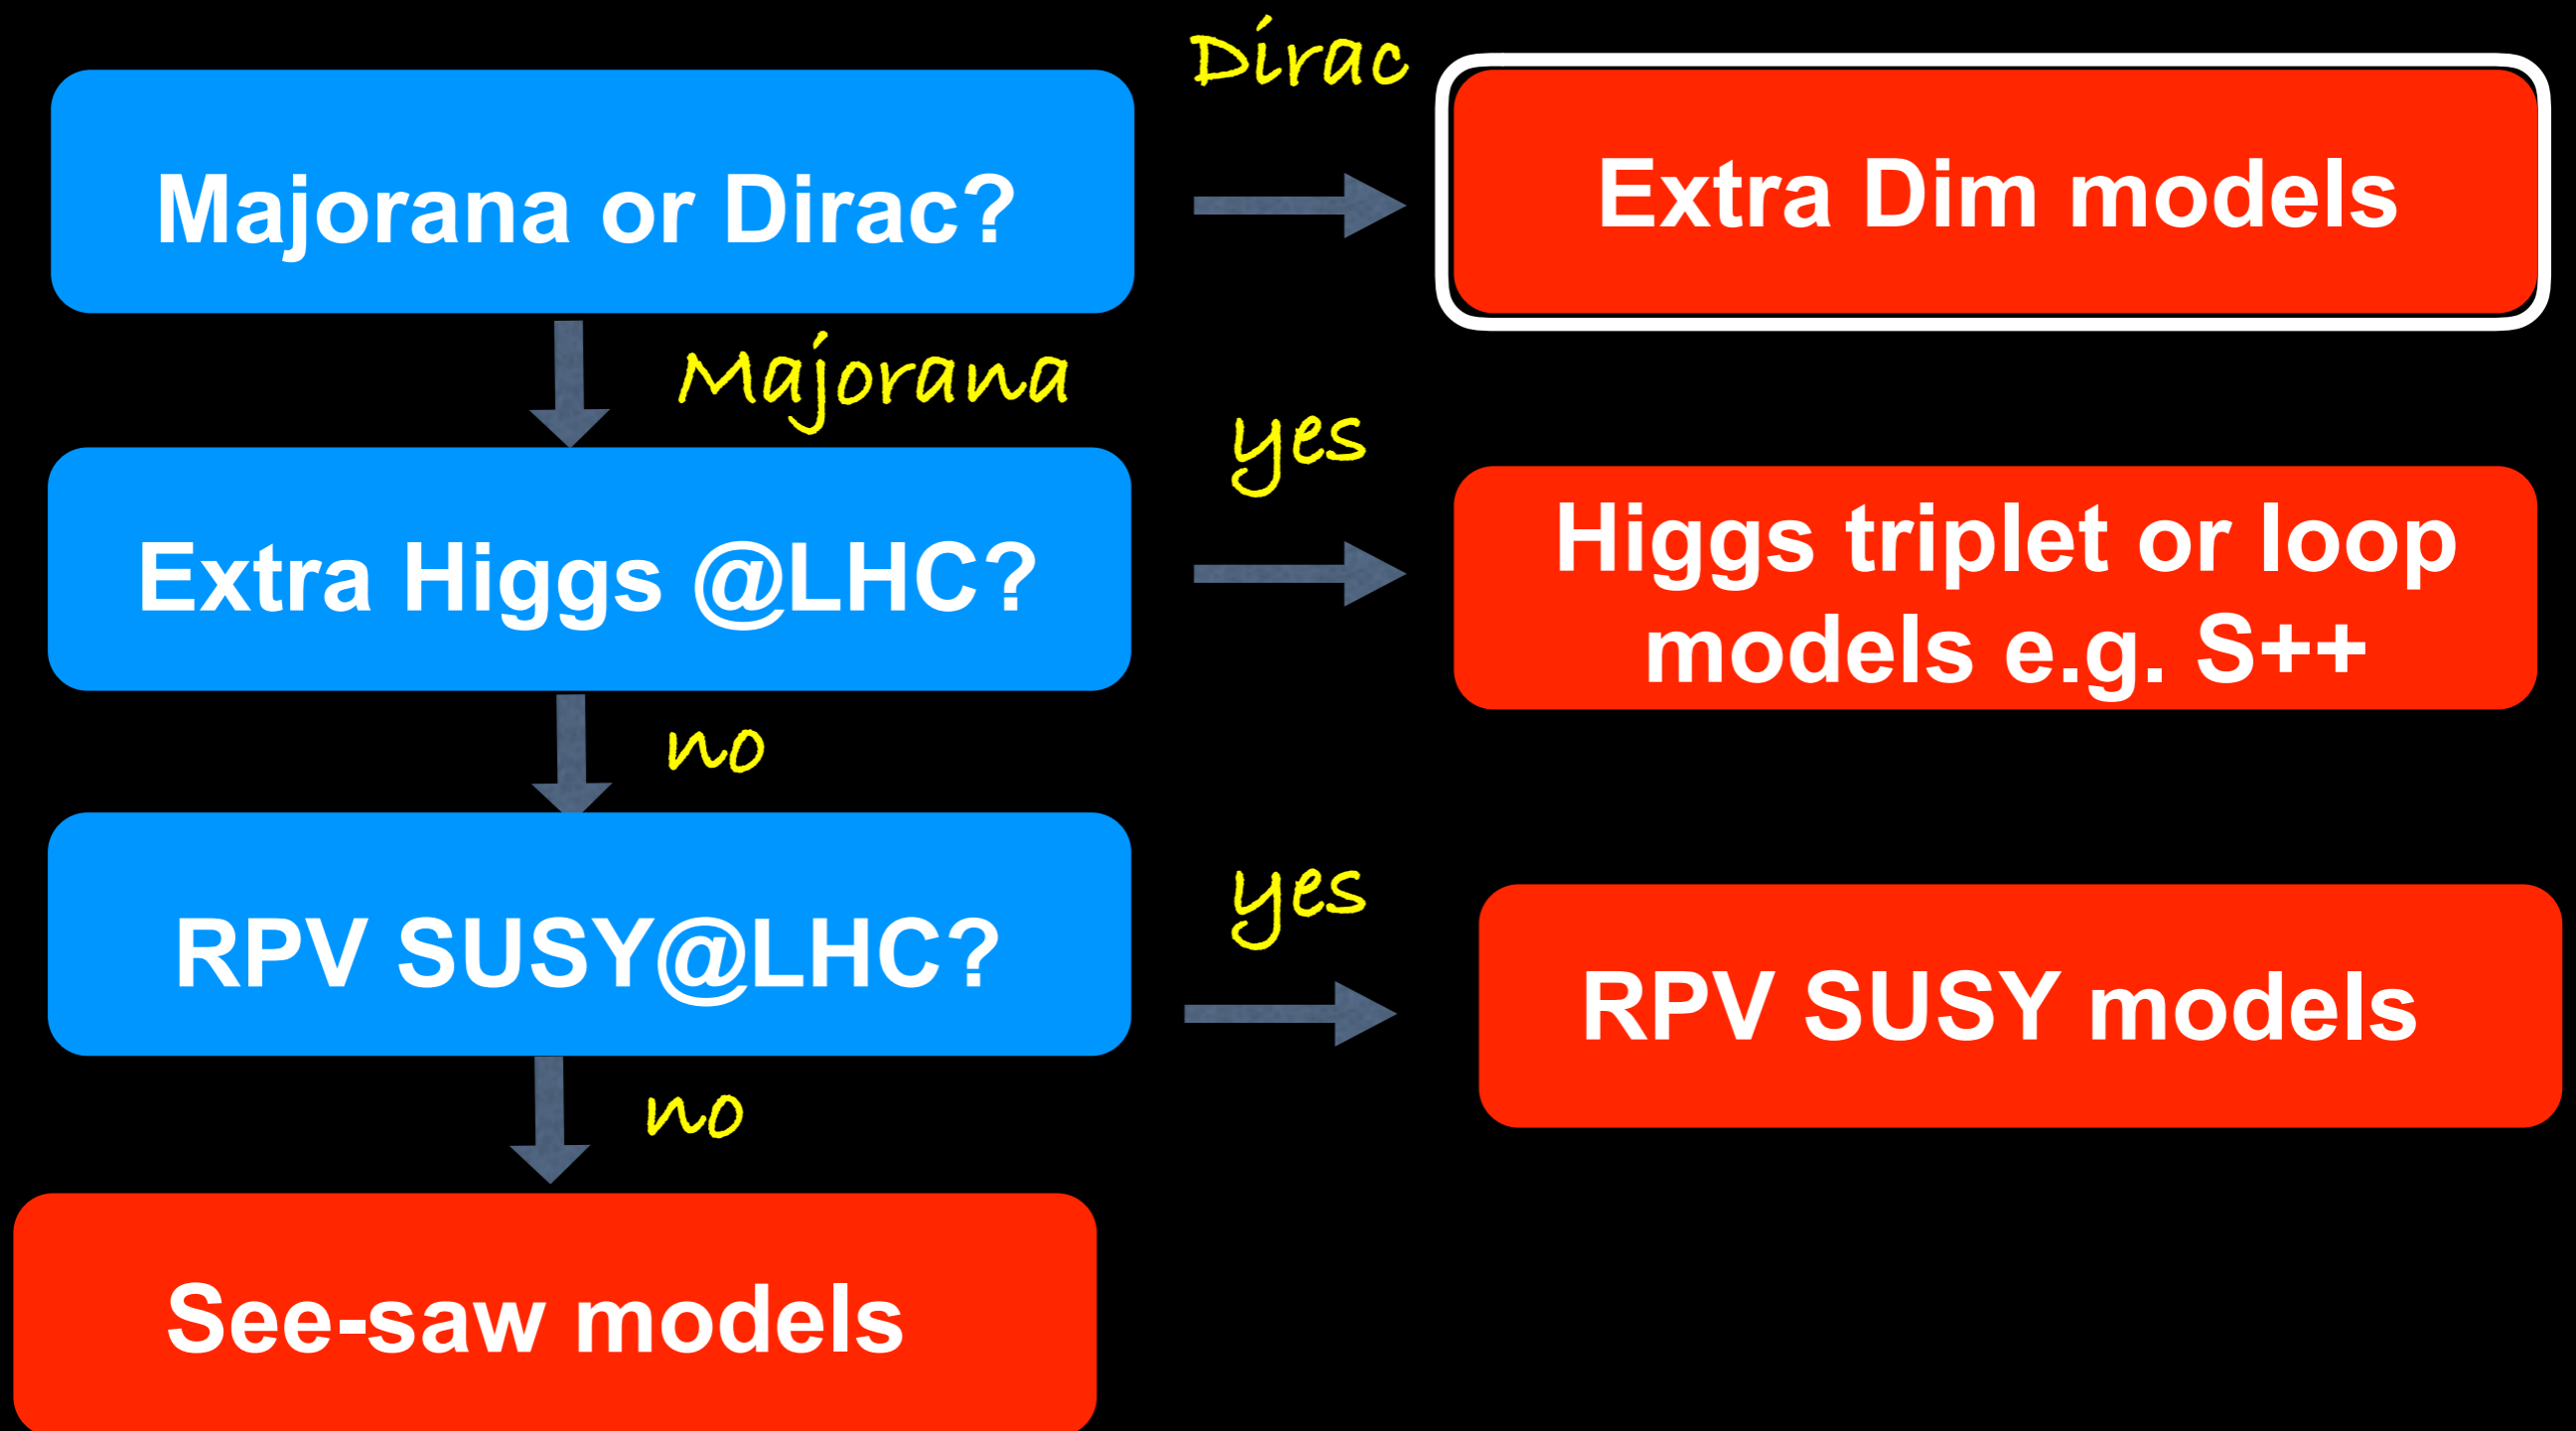 Dirac
Majorana or Dirac?
Extra Dim models
Majorana
yes
Extra Higgs @LHC?
Higgs triplet or loop
models e.g. S++
no
yes
RPV SUSY@LHC?
RPV SUSY models
no
See-saw models